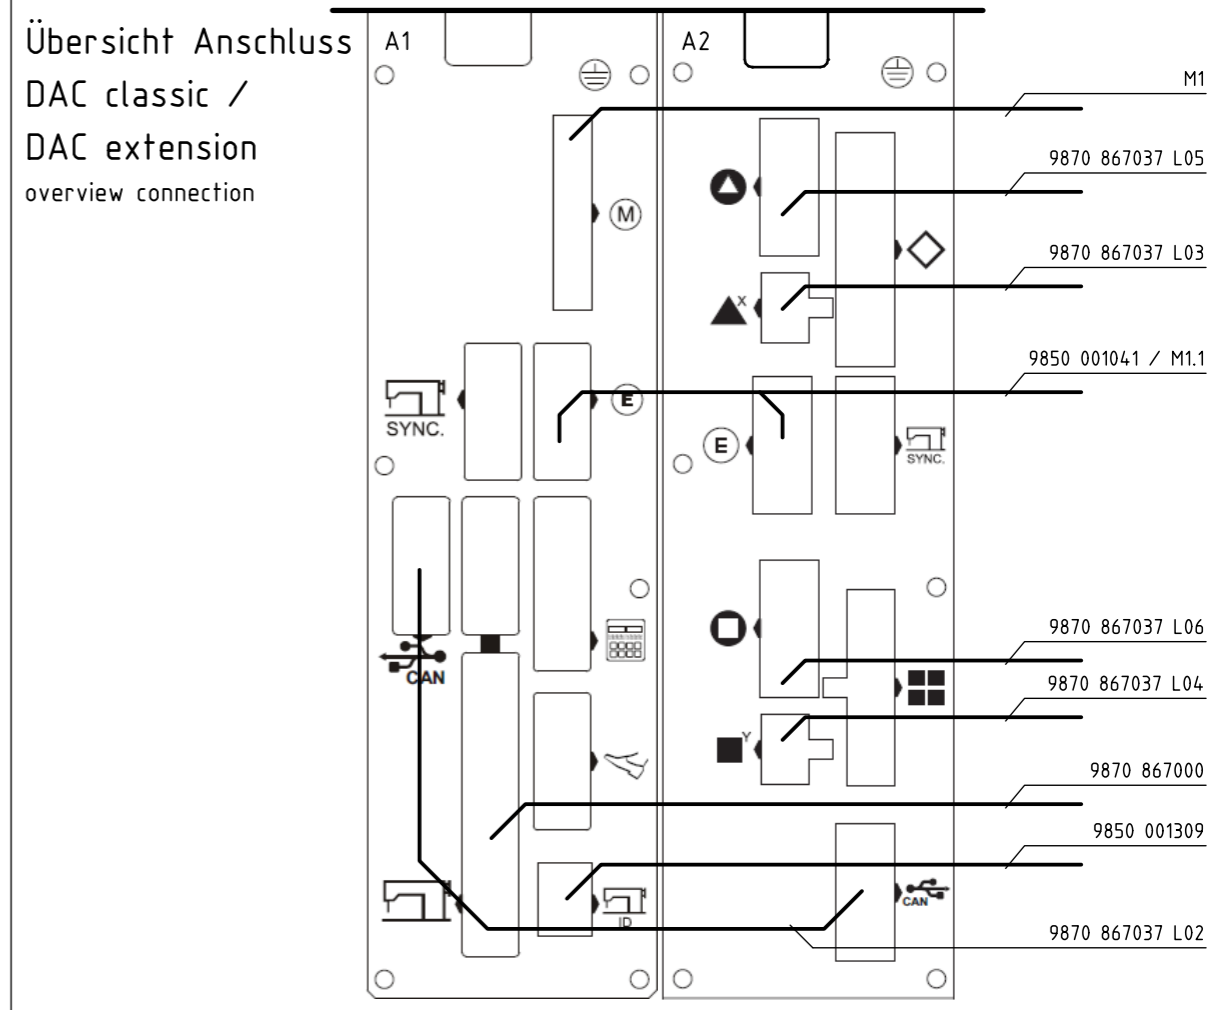 Übersicht Anschluss
DAC classic /
DAC extension
overview connection
A1
A2
M1
9870 867037 L05
M
X
9870 867037 L03
9850 001041 / M1.1
E
SYNC.
E
SYNC.
9870 867037 L06
CAN
9870 867037 L04
Y
9870 867000
9850 001309
CAN
ID
9870 867037 L02